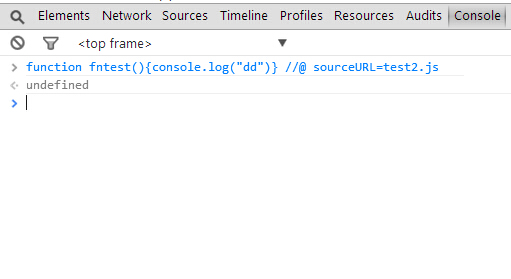 Elements Network Sources Timeline Profiles Resources Audits Console
<top frame> ▼
> function fntest(){console.log("dd")} //@ sourceURL=test2.js
undefined
>